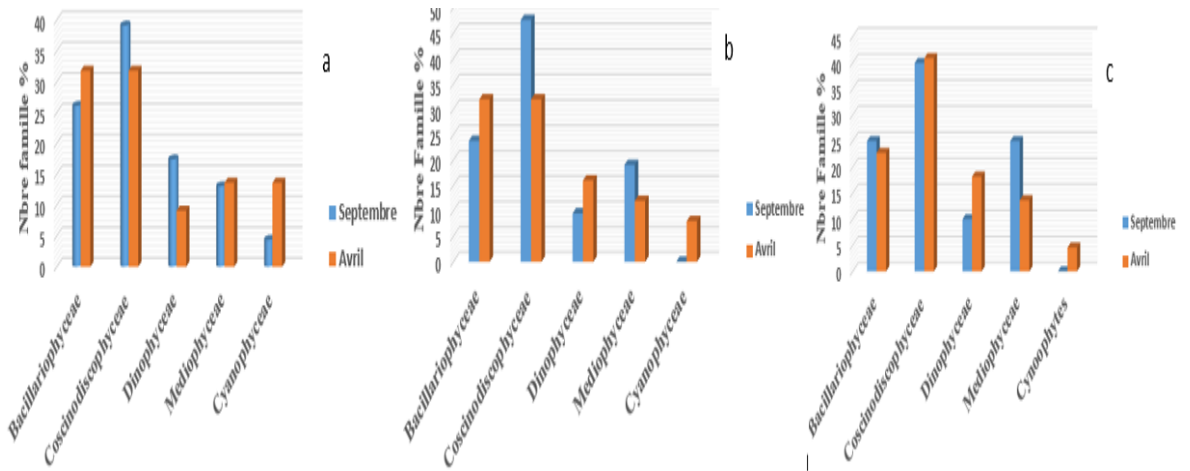 a
Nbre famille %
40
35
30
25
20
15
10
5
0
Bacillariophyceae
Coscinodiscophyceae
Dinophyceae
Mediophyceae
Cyanophyceae
Septembre
Avril
b
Nbre Famille %
50
45
40
35
30
25
20
15
10
5
0
Bacillariophyceae
Coscinodiscophyceae
Dinophyceae
Mediophyceae
Cyanophyceae
Septembre
Avril
c
Nbre Famille %
45
40
35
30
25
20
15
10
5
0
Bacillariophyceae
Coscinodiscophyceae
Dinophyceae
Mediophyceae
Cynoophytes
Septembre
Avril